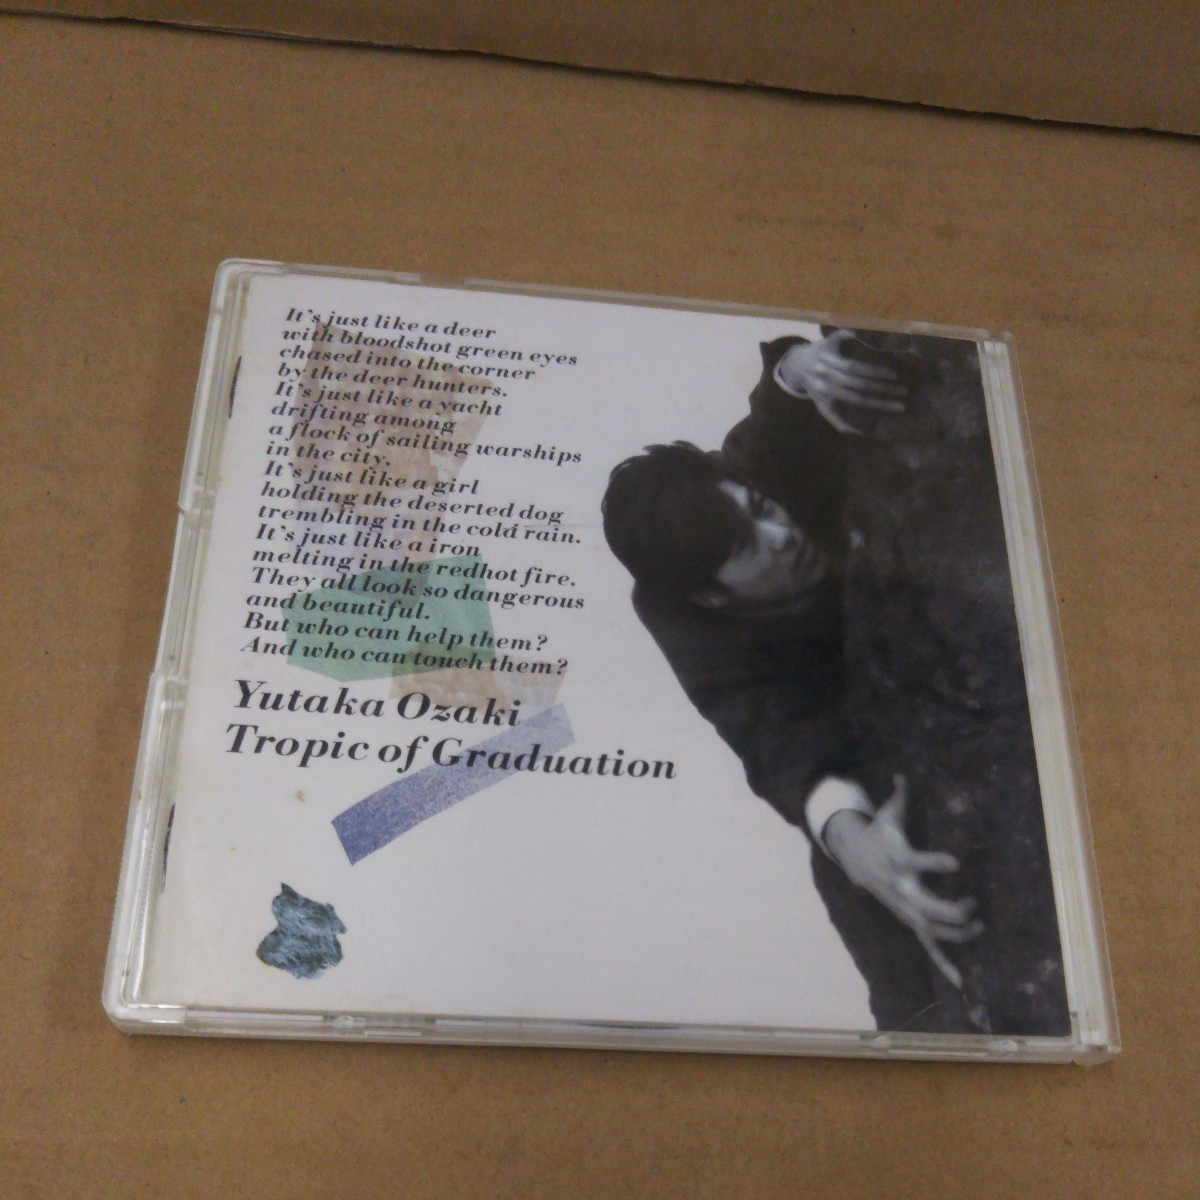 It's just like a deer
with bloodshot green eyes
chased into the corner
by the deer hunters.
It's just like a yacht
drifting among
a flock of sailing warships
in the city.
It's just like a girl
holding the deserted dog
trembling in the cold rain.
It's just like a iron
melting in the redhot fire.
They all look so dangerous
and beautiful.
But who can help them?
And who can touch them?
Yutaka Ozaki
Tropic of Graduation